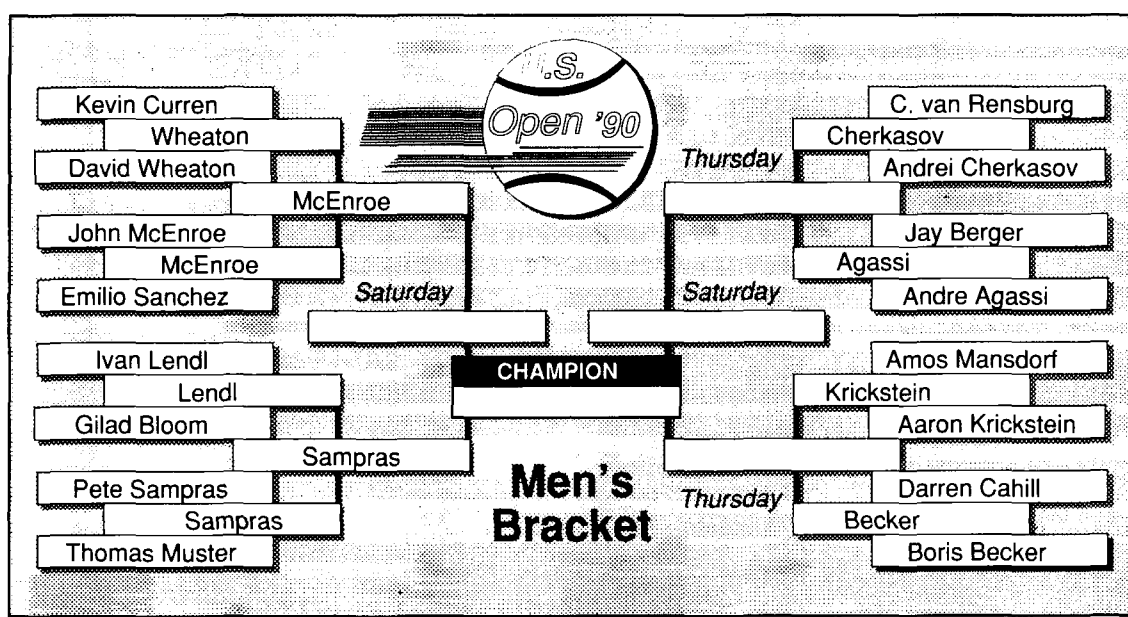 U.S.
Open '90
Kevin Curren
Wheaton
David Wheaton
McEnroe
John McEnroe
McEnroe
Emilio Sanchez
Saturday
Ivan Lendl
Lendl
Gilad Bloom
Sampras
Pete Sampras
Sampras
Thomas Muster
CHAMPION
Men's
Bracket
C. van Rensburg
Cherkasov
Thursday
Andrei Cherkasov
Jay Berger
Agassi
Saturday
Andre Agassi
Amos Mansdorf
Krickstein
Aaron Krickstein
Darren Cahill
Thursday
Becker
Boris Becker